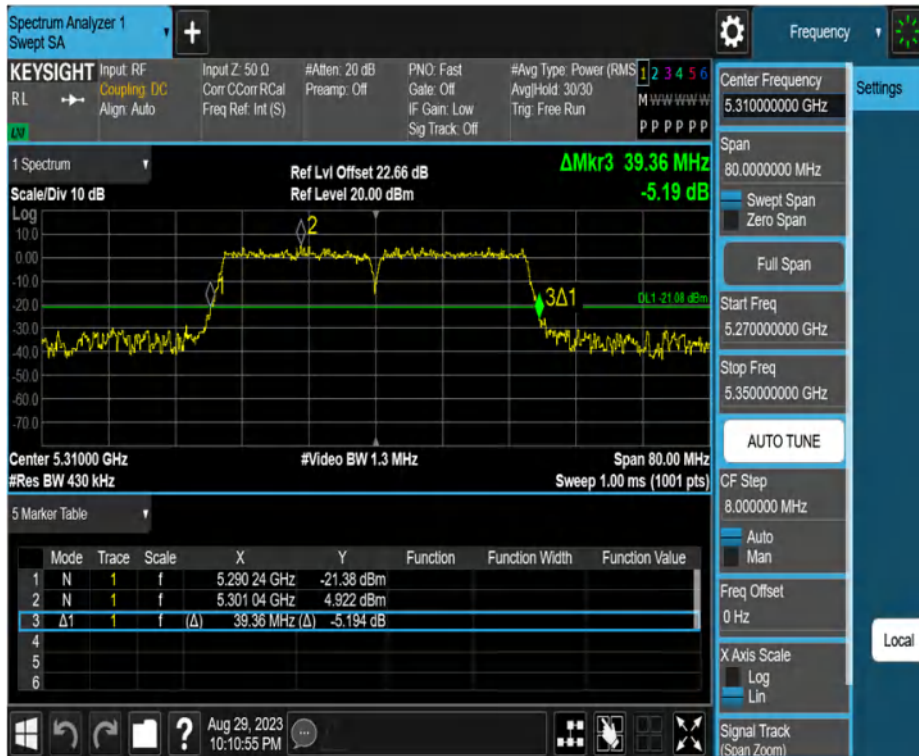 Spectrum Analyzer 1
Swept SA
+
Frequency
KEYSIGHT
RL
LXI
Input: RF
Coupling: DC
Align: Auto
Input Z: 50 Ω
Corr CCorr RCal
Freq Ref: Int (S)
#Atten: 20 dB
Preamp: Off
PNO: Fast
Gate: Off
IF Gain: Low
Sig Track: Off
#Avg Type: Power (RMS
Avg|Hold: 30/30
Trig: Free Run
1 2 3 4 5 6
M W W W W W
P P P P P P
1 Spectrum
Scale/Div 10 dB
Ref Lvl Offset 22.66 dB
Ref Level 20.00 dBm
ΔMkr3 39.36 MHz
-5.19 dB
Log
10.0
0.00
-10.0
-20.0
-30.0
-40.0
-50.0
-60.0
-70.0
2
3Δ1
DL1 -21.08 dBm
Center 5.31000 GHz
#Video BW 1.3 MHz
Span 80.00 MHz
#Res BW 430 kHz
Sweep 1.00 ms (1001 pts)
5 Marker Table
Mode Trace Scale X Y Function Function Width Function Value
1 N 1 f 5.290 24 GHz -21.38 dBm
2 N 1 f 5.301 04 GHz 4.922 dBm
3 Δ1 1 f (Δ) 39.36 MHz (Δ) -5.194 dB
4
5
6
?
Aug 29, 2023
10:10:55 PM
Center Frequency
5.310000000 GHz
Settings
Span
80.0000000 MHz
Swept Span
Zero Span
Full Span
Start Freq
5.270000000 GHz
Stop Freq
5.350000000 GHz
AUTO TUNE
CF Step
8.000000 MHz
Auto
Man
Freq Offset
0 Hz
X Axis Scale
Log
Lin
Signal Track
(Span Zoom)
Local